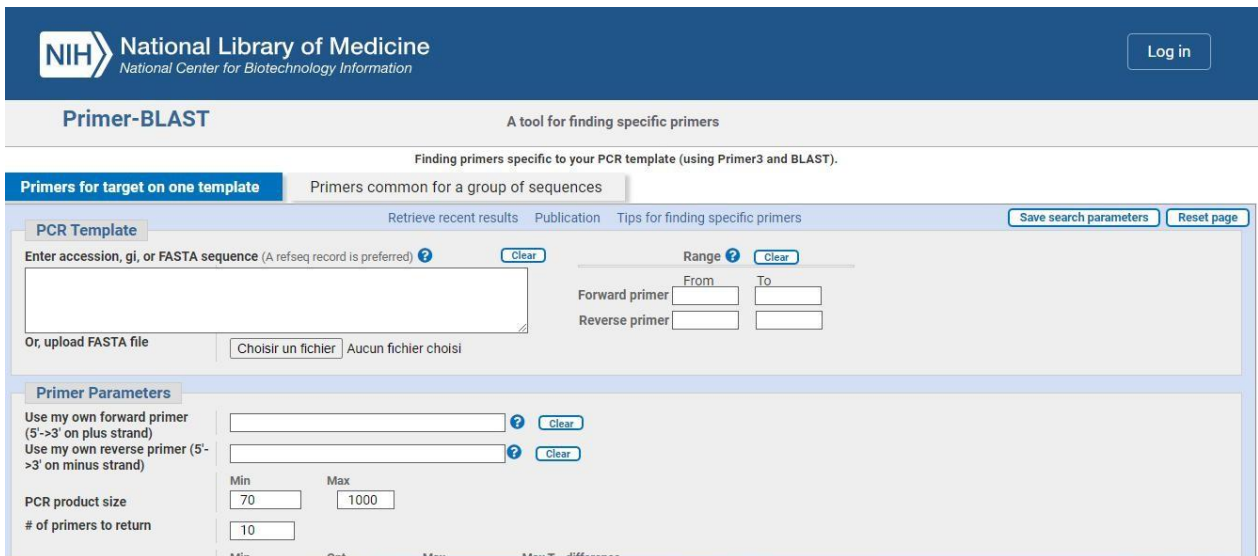 NIH National Library of Medicine
National Center for Biotechnology Information
Log in
Primer-BLAST
A tool for finding specific primers
Finding primers specific to your PCR template (using Primer3 and BLAST).
Primers for target on one template
Primers common for a group of sequences
Retrieve recent results Publication Tips for finding specific primers
Save search parameters Reset page
PCR Template
Enter accession, gi, or FASTA sequence (A refseq record is preferred) ? Clear
Range ? Clear
From To
Forward primer
Reverse primer
Or, upload FASTA file
Choisir un fichier Aucun fichier choisi
Primer Parameters
Use my own forward primer
(5'->3' on plus strand)
? Clear
Use my own reverse primer (5'-
>3' on minus strand)
? Clear
Min Max
PCR product size 70 1000
# of primers to return 10